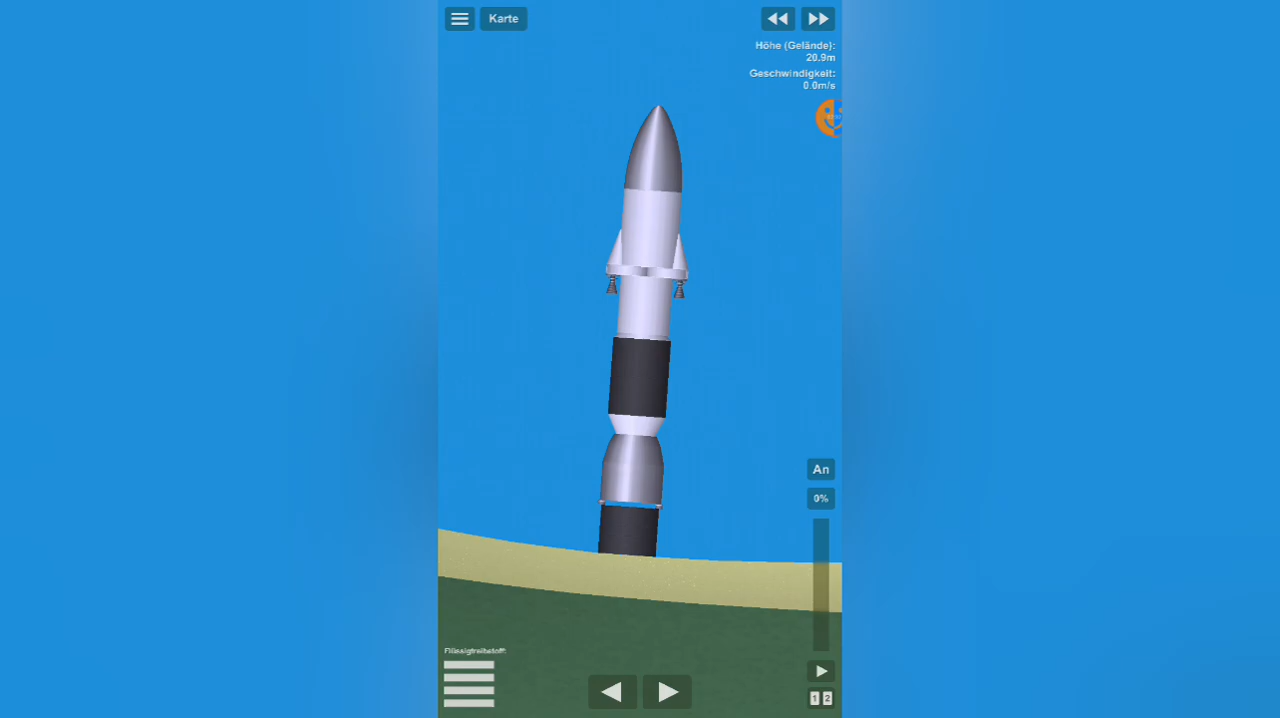 Karte
Höhe (Gelände):
20.9m
Geschwindigkeit:
0.0m/s
An
0%
Flüssigtreibstoff:
1 2